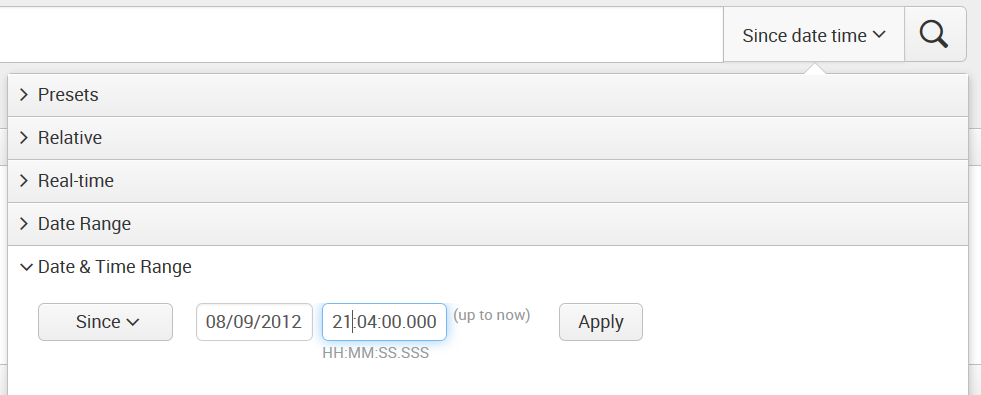 Since date time
Presets
Relative
Real-time
Date Range
Date & Time Range
Since 08/09/2012 21:04:00.000 (up to now) Apply
HH:MM:SS.SSS